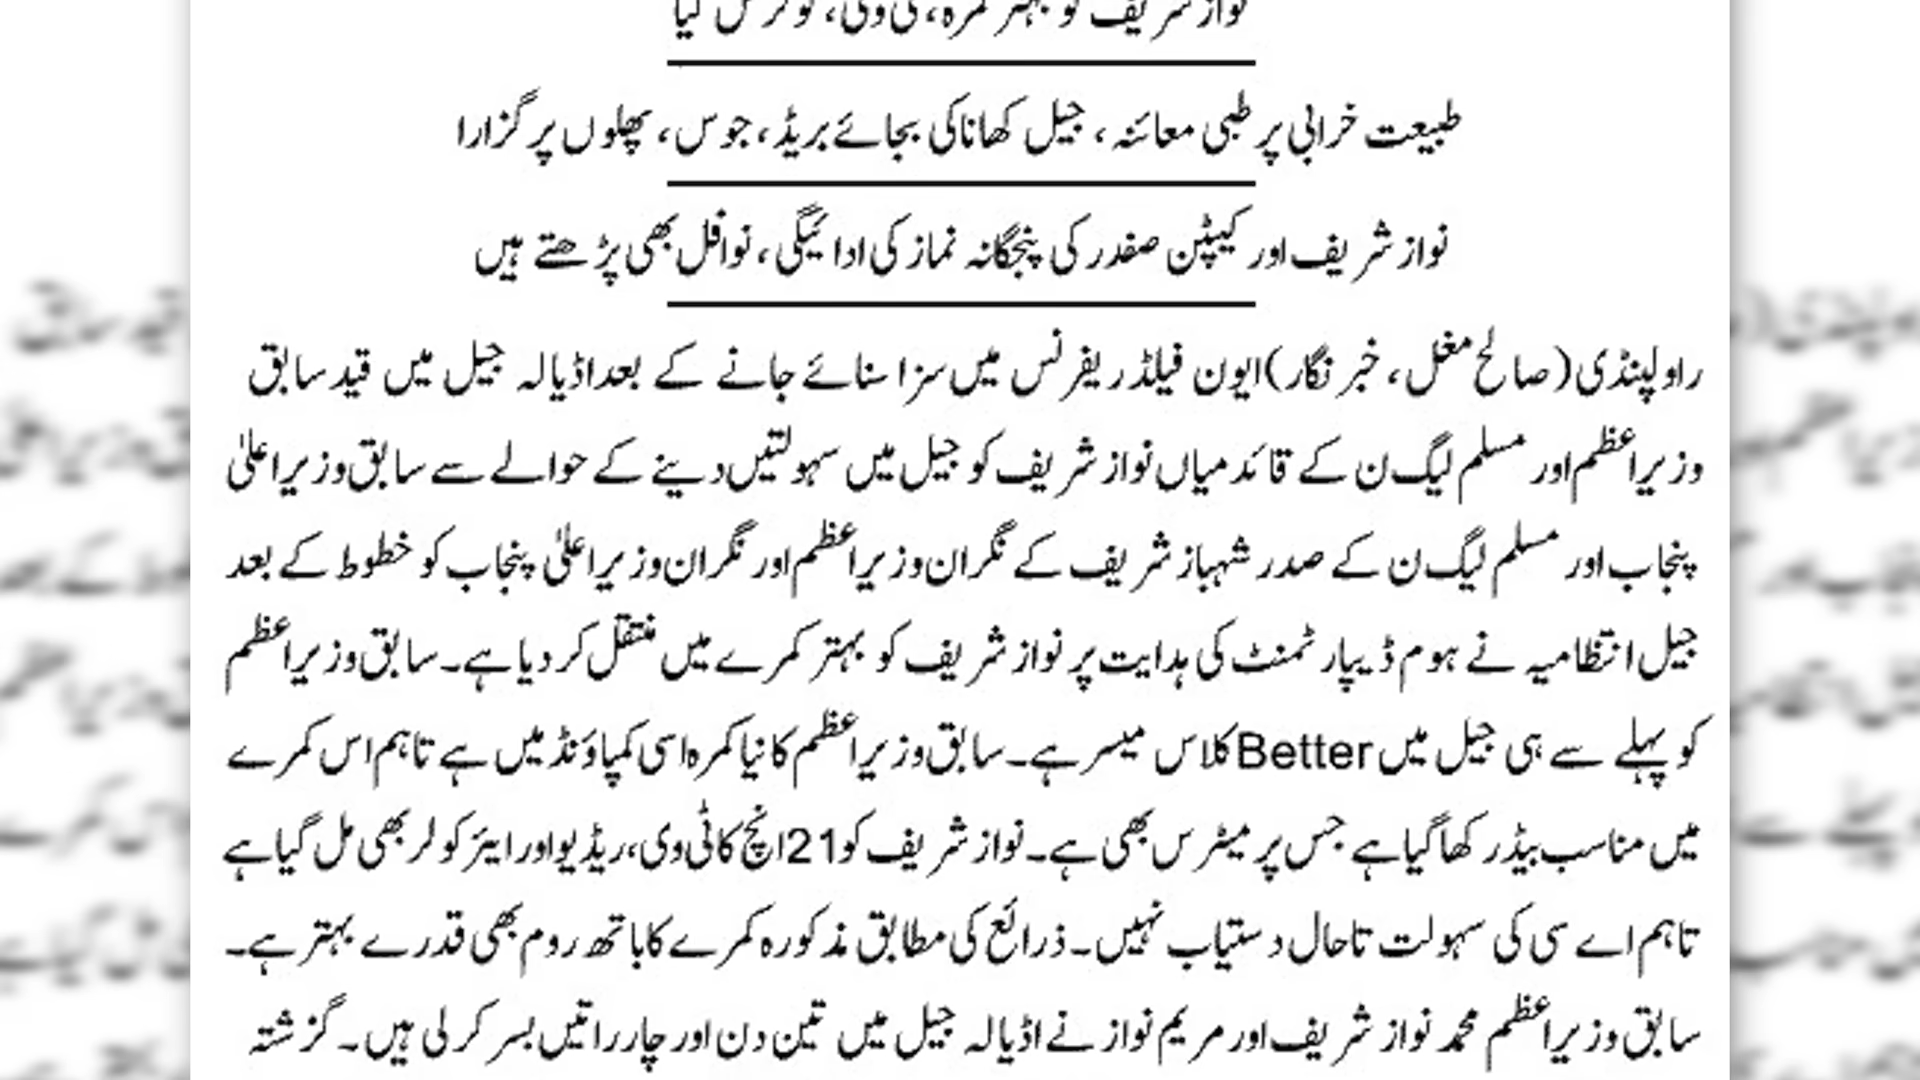 نواز شریف کو بہتر کمرہ، ٹی وی، کولر مل گیا
طبیعت خرابی پر طبی معائنہ، جیل کھانا کی بجائے بریڈ، جوس، پھلوں پر گزارا
نواز شریف اور کیپٹن صفدر کی پنجگانہ نماز کی ادائیگی، نوافل بھی پڑھتے ہیں
راولپنڈی (صالح مغل، خبر نگار) ایون فیلڈ ریفرنس میں سزا سنائے جانے کے بعد اڈیالہ جیل میں قید سابق
وزیراعظم اور مسلم لیگ ن کے قائد میاں نواز شریف کو جیل میں سہولتیں دینے کے حوالے سے سابق وزیراعلیٰ
پنجاب اور مسلم لیگ ن کے صدر شہباز شریف کے نگران وزیراعظم اور نگران وزیراعلیٰ پنجاب کو خطوط کے بعد
جیل انتظامیہ نے ہوم ڈیپارٹمنٹ کی ہدایت پر نواز شریف کو بہتر کمرے میں منتقل کر دیا ہے۔ سابق وزیراعظم
کو پہلے سے ہی جیل میں Better کلاس میسر ہے۔ سابق وزیراعظم کا نیا کمرہ اسی کمپاؤنڈ میں ہے تاہم اس کمرے
میں مناسب بیڈ رکھا گیا ہے جس پر میٹرس بھی ہے۔ نواز شریف کو 21 انچ کا ٹی وی، ریڈیو اور ایئر کولر بھی مل گیا ہے
تاہم اے سی کی سہولت تاحال دستیاب نہیں۔ ذرائع کی مطابق مذکورہ کمرے کا باتھ روم بھی قدرے بہتر ہے۔
سابق وزیراعظم محمد نواز شریف اور مریم نواز نے اڈیالہ جیل میں تین دن اور چار راتیں بسر کر لی ہیں۔ گزشتہ